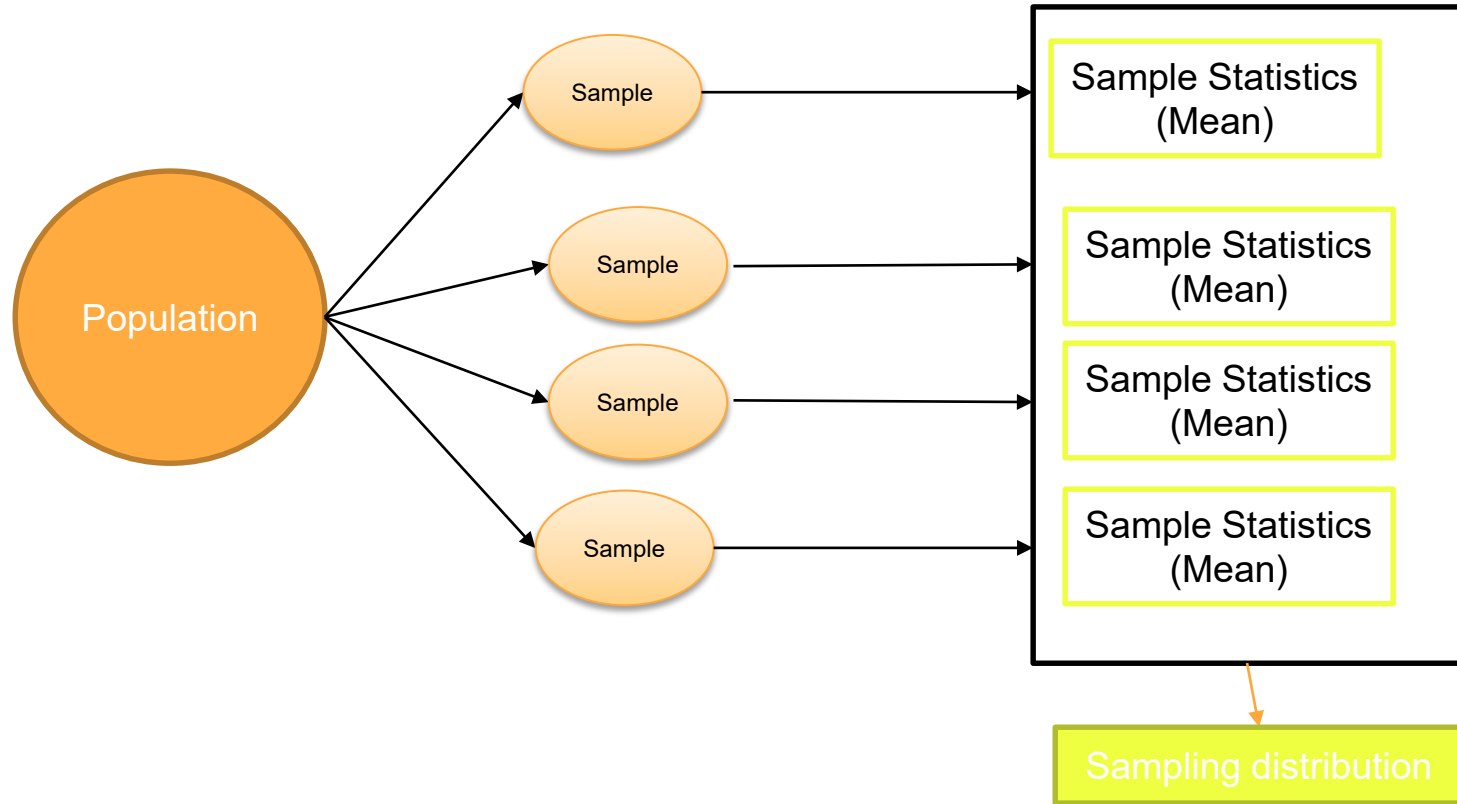 Sample
Sample Statistics
(Mean)
Sample
Sample Statistics
(Mean)
Population
Sample
Sample Statistics
(Mean)
Sample
Sample Statistics
(Mean)
Sampling distribution